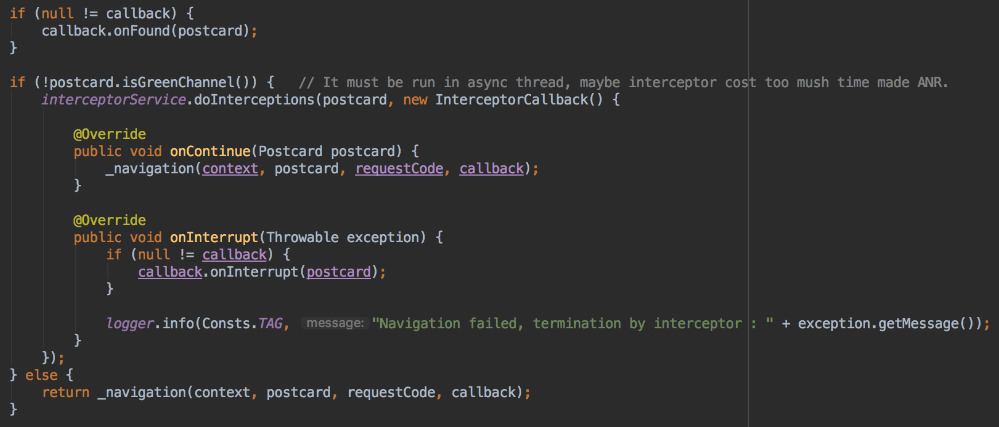 if (null != callback) {
callback.onFound(postcard);
}
if (!postcard.isGreenChannel()) {   // It must be run in async thread, maybe interceptor cost too mush time made ANR.
interceptorService.doInterceptions(postcard, new InterceptorCallback() {
@Override
public void onContinue(Postcard postcard) {
_navigation(context, postcard, requestCode, callback);
}
@Override
public void onInterrupt(Throwable exception) {
if (null != callback) {
callback.onInterrupt(postcard);
}
logger.info(Consts.TAG, message: "Navigation failed, termination by interceptor : " + exception.getMessage());
}
});
} else {
return _navigation(context, postcard, requestCode, callback);
}